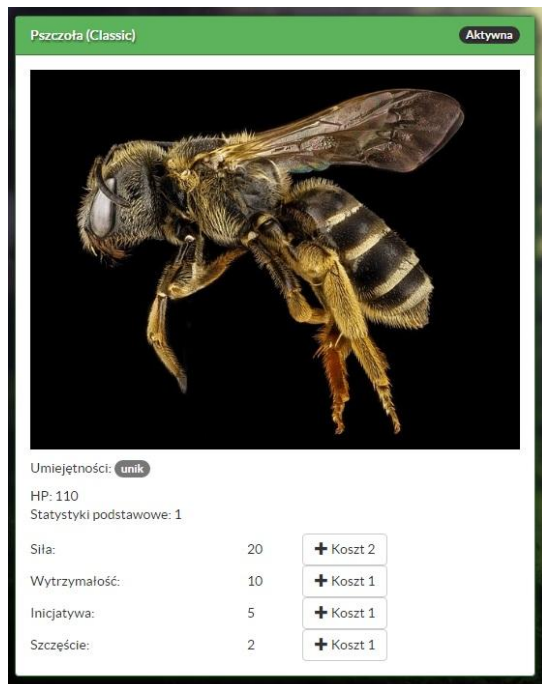 Pszczoła (Classic) Aktywna
Umiejętności: unik
HP: 110
Statystyki podstawowe: 1
Siła: 20 + Koszt 2
Wytrzymałość: 10 + Koszt 1
Inicjatywa: 5 + Koszt 1
Szczęście: 2 + Koszt 1